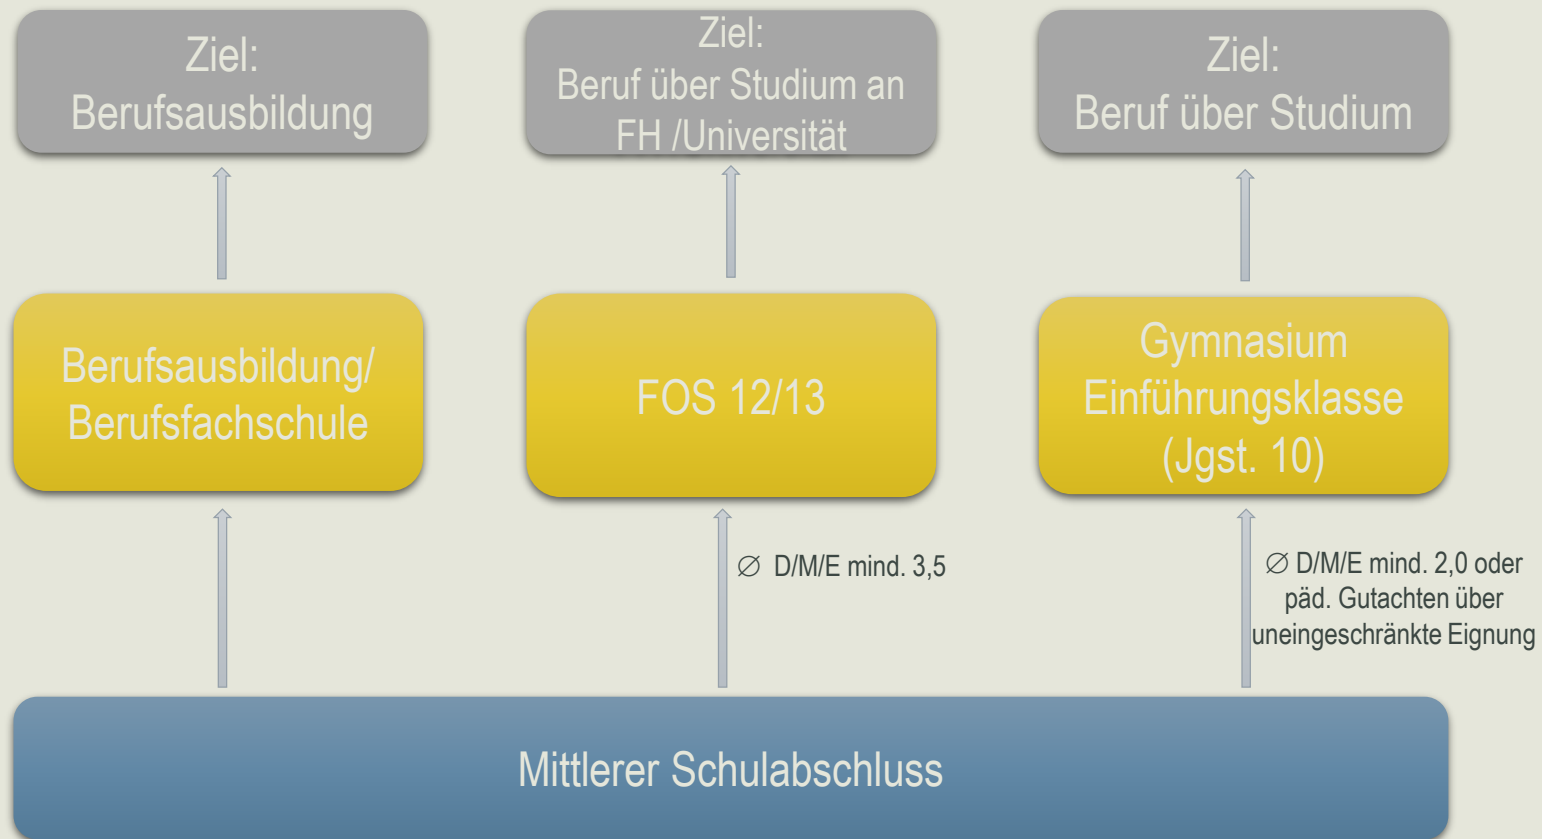 Ziel:
Berufsausbildung
Ziel:
Beruf über Studium an
FH /Universität
Ziel:
Beruf über Studium
Berufsausbildung/
Berufsfachschule
FOS 12/13
Gymnasium
Einführungsklasse
(Jgst. 10)
∅ D/M/E mind. 3,5
∅ D/M/E mind. 2,0 oder
päd. Gutachten über
uneingeschränkte Eignung
Mittlerer Schulabschluss